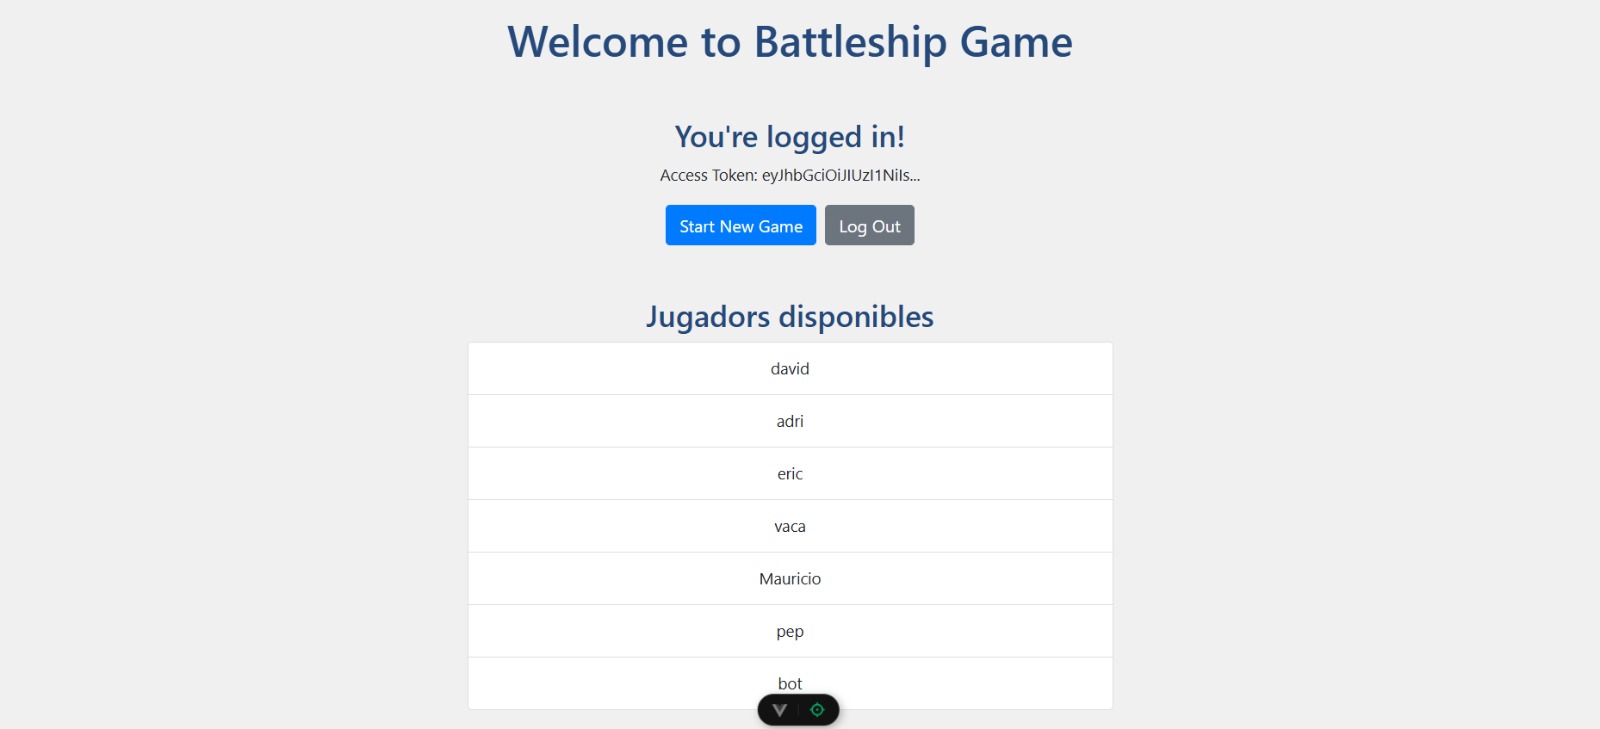 Welcome to Battleship Game
You're logged in!
Access Token: eyJhbGciOiJIUzI1NiIs...
Start New Game
Log Out
Jugadors disponibles
david
adri
eric
vaca
Mauricio
pep
bot